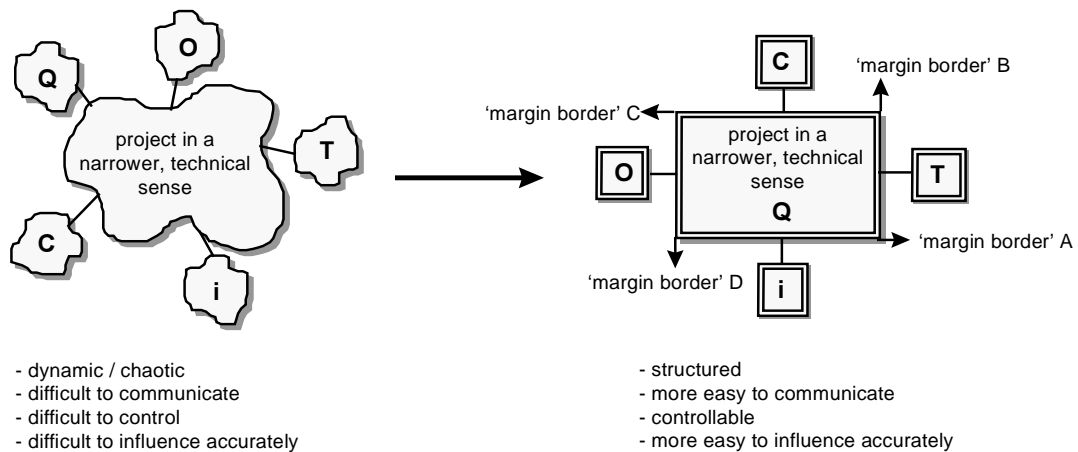 O
Q
project in a
narrower, technical
sense
T
C
i
- dynamic / chaotic
- difficult to communicate
- difficult to control
- difficult to influence accurately
C
‘margin border’ B
‘margin border’ C
project in a
narrower, technical
sense
Q
O
T
‘margin border’ A
‘margin border’ D
i
- structured
- more easy to communicate
- controllable
- more easy to influence accurately